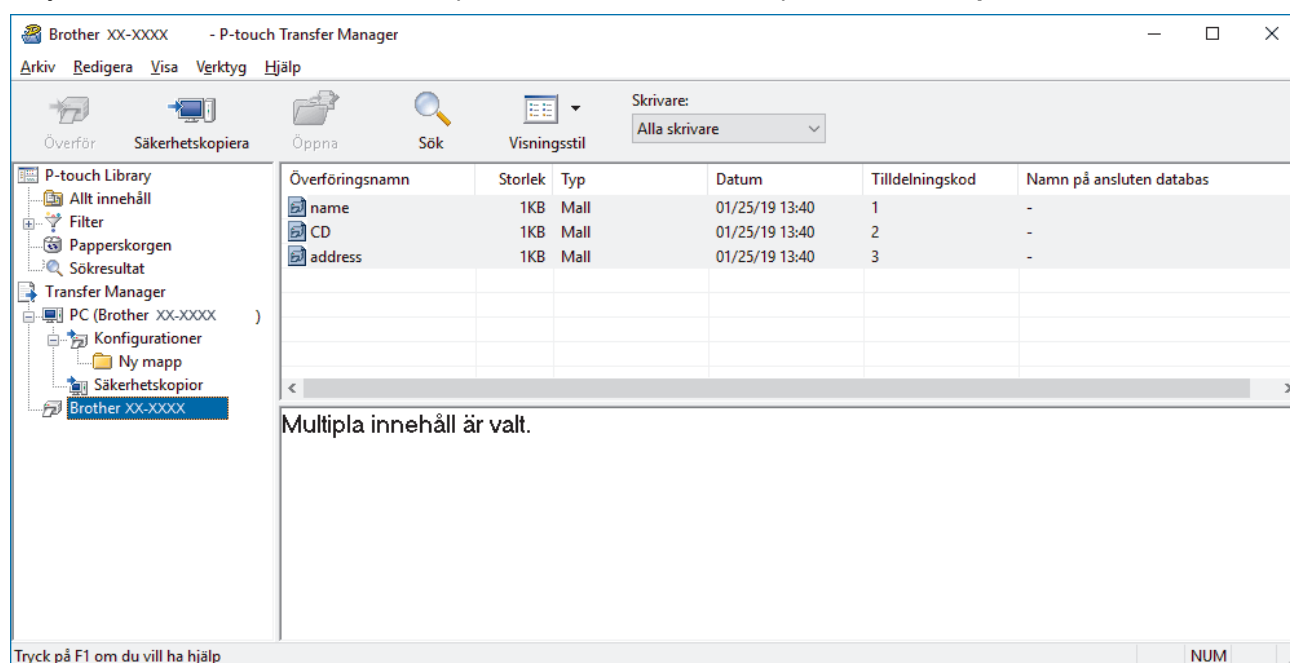 Brother XX-XXXX - P-touch Transfer Manager
Arkiv Redigera Visa Verktyg Hjälp
Överför Säkerhetskopiera Öppna Sök Visningsstil
Skrivare:
Alla skrivare
P-touch Library
Allt innehåll
Filter
Papperskorgen
Sökresultat
Transfer Manager
PC (Brother XX-XXXX )
Konfigurationer
Ny mapp
Säkerhetskopior
Brother XX-XXXX
Överföringsnamn Storlek Typ Datum Tilldelningskod Namn på ansluten databas
name 1KB Mall 01/25/19 13:40 1 -
CD 1KB Mall 01/25/19 13:40 2 -
address 1KB Mall 01/25/19 13:40 3 -
Multipla innehåll är valt.
Tryck på F1 om du vill ha hjälp
NUM